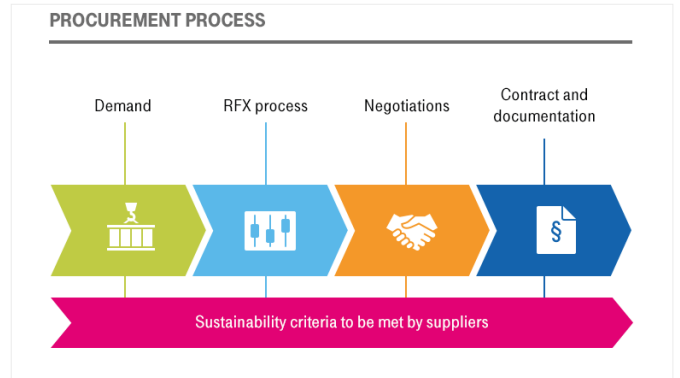 PROCUREMENT PROCESS
Demand
RFX process
Negotiations
Contract and
documentation
§
Sustainability criteria to be met by suppliers